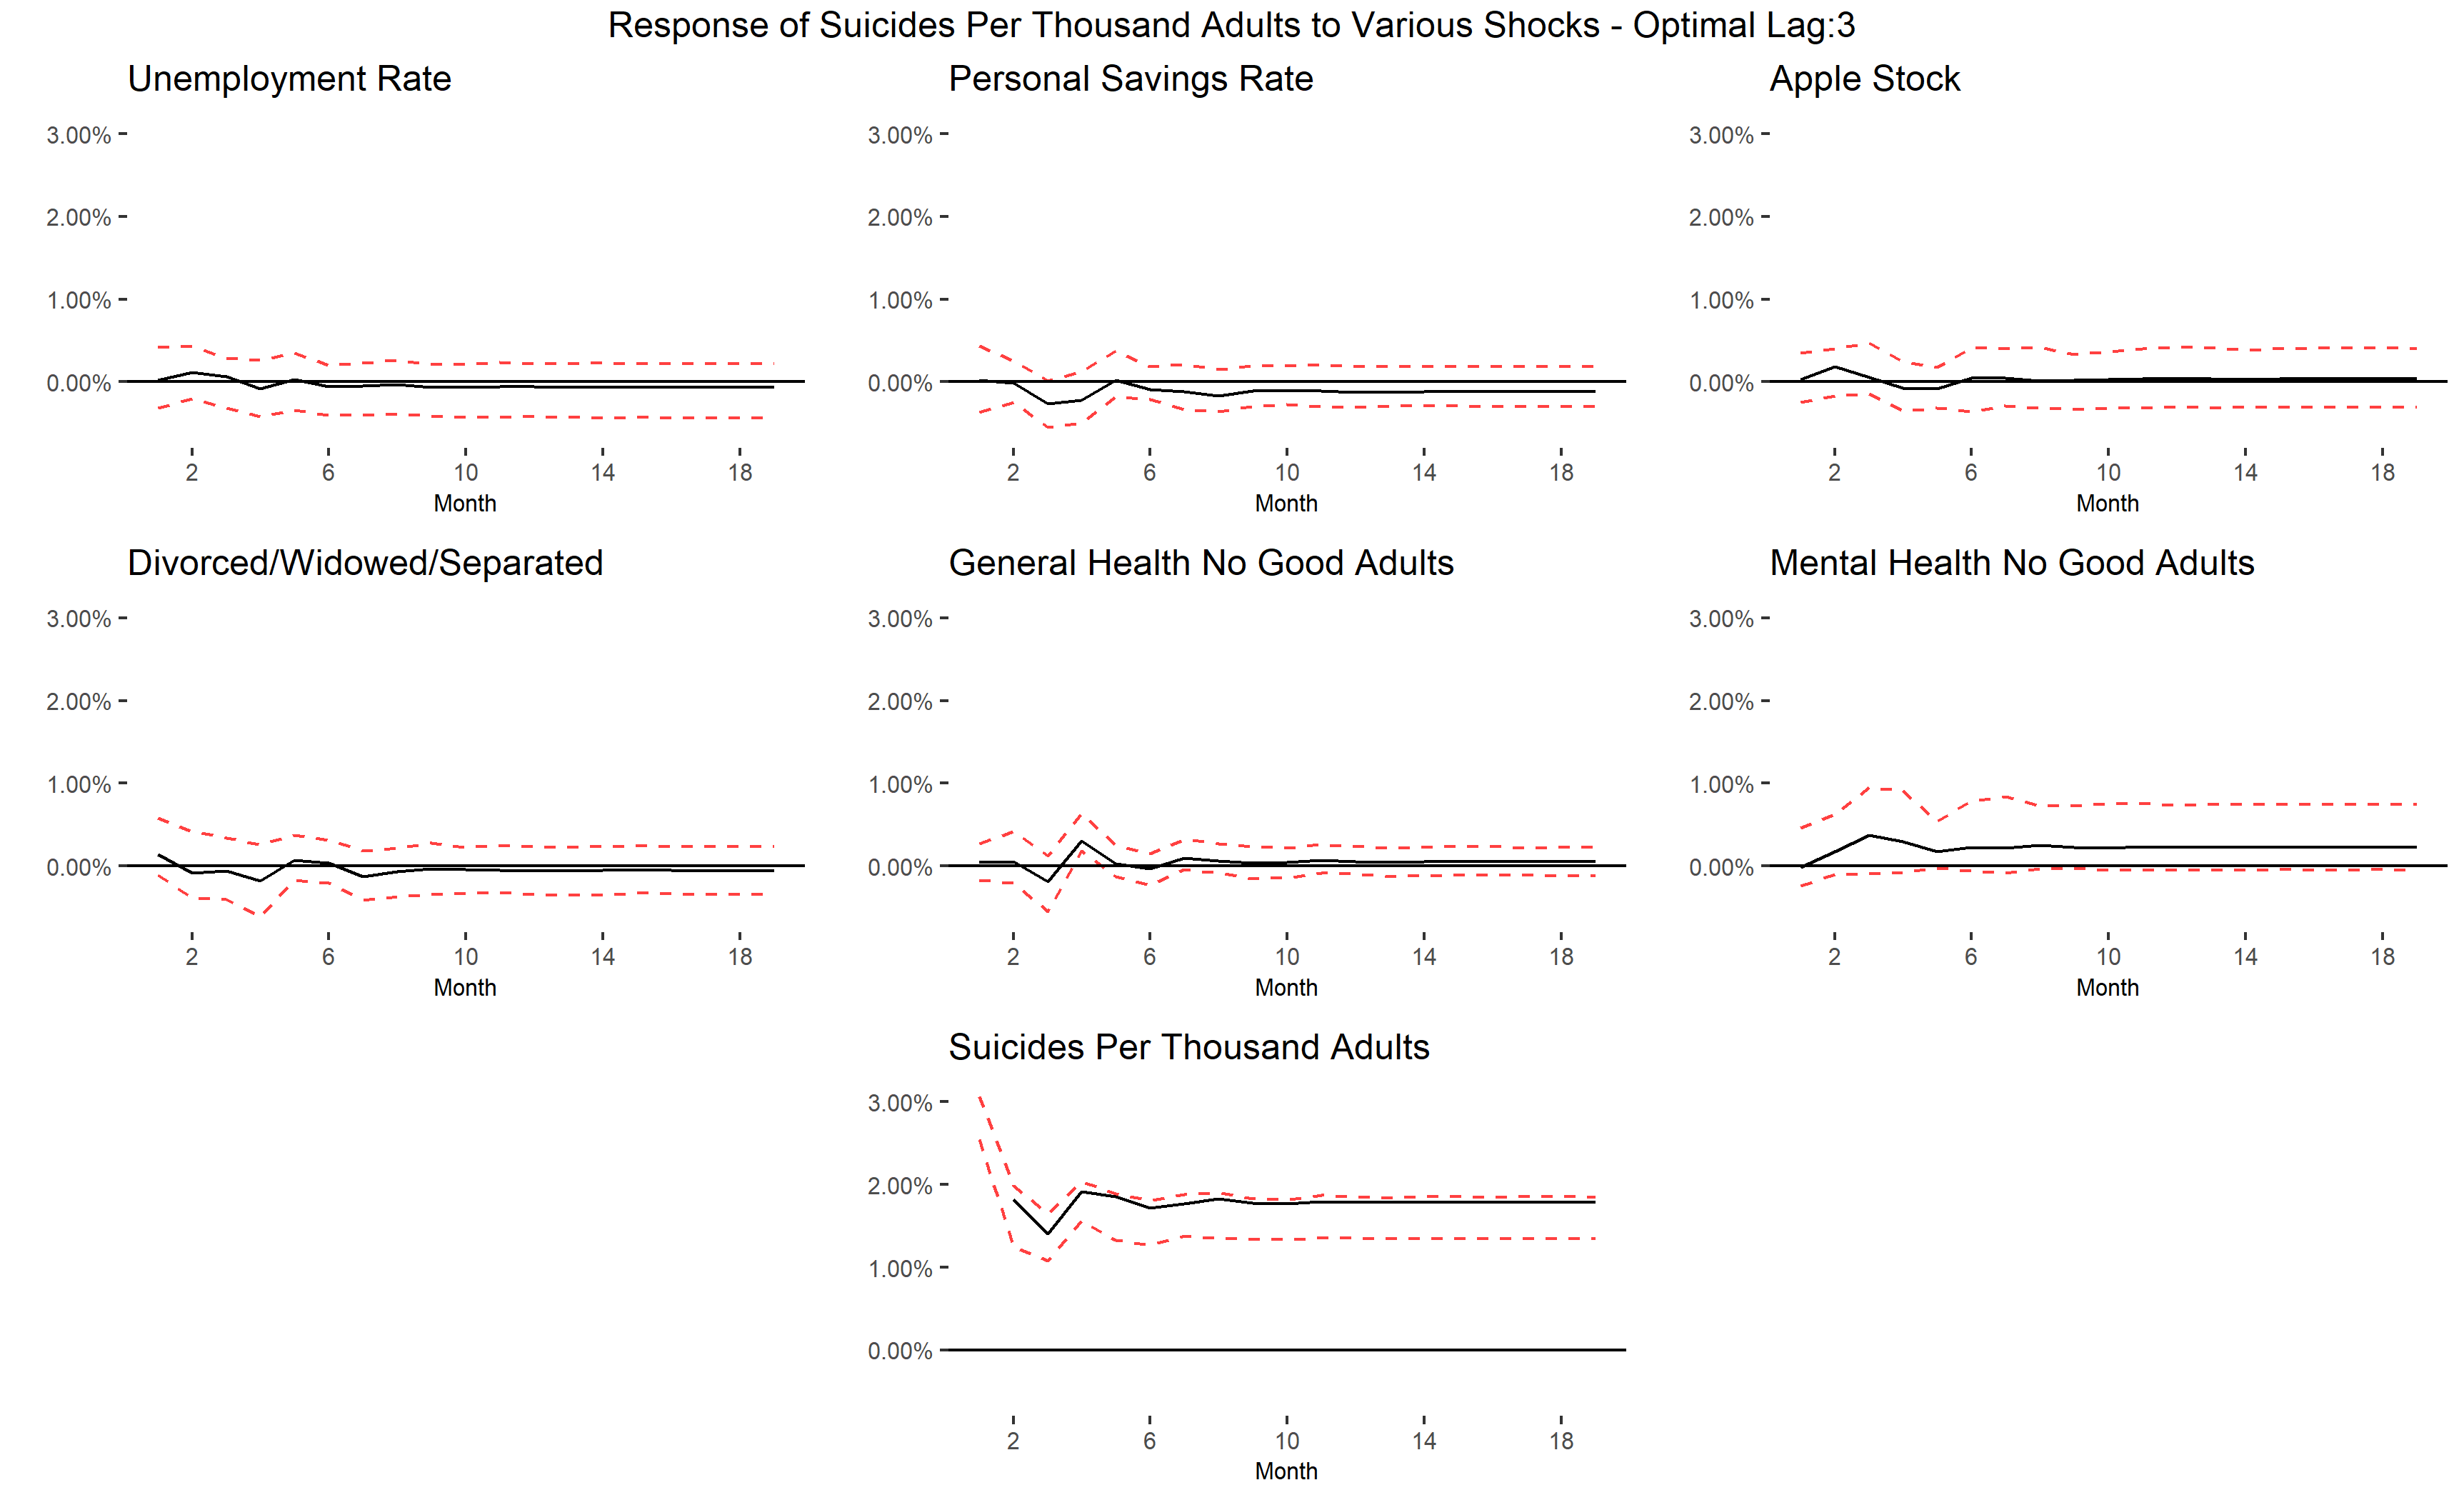 Response of Suicides Per Thousand Adults to Various Shocks - Optimal Lag:3
Unemployment Rate
3.00%
2.00%
1.00%
0.00%
2 6 10 14 18
Month
Personal Savings Rate
3.00%
2.00%
1.00%
0.00%
2 6 10 14 18
Month
Apple Stock
3.00%
2.00%
1.00%
0.00%
2 6 10 14 18
Month
Divorced/Widowed/Separated
3.00%
2.00%
1.00%
0.00%
2 6 10 14 18
Month
General Health No Good Adults
3.00%
2.00%
1.00%
0.00%
2 6 10 14 18
Month
Mental Health No Good Adults
3.00%
2.00%
1.00%
0.00%
2 6 10 14 18
Month
Suicides Per Thousand Adults
3.00%
2.00%
1.00%
0.00%
2 6 10 14 18
Month